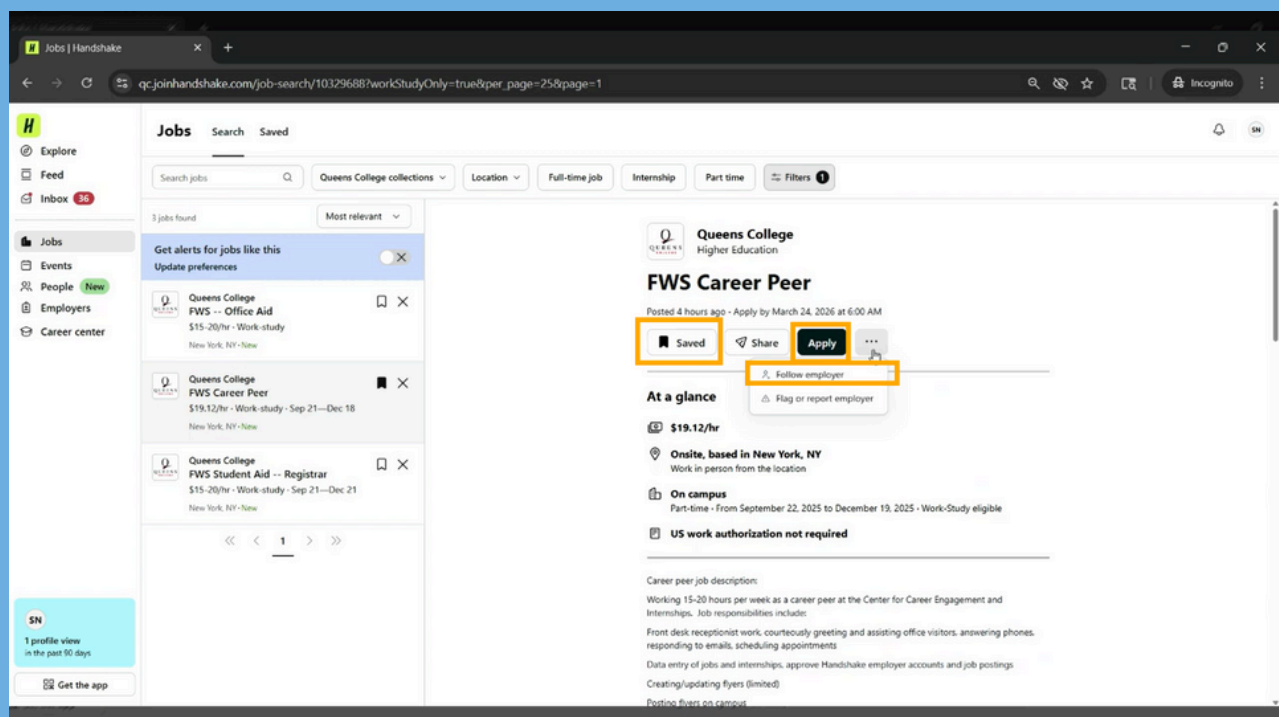 Jobs | Handshake
qc.joinhandshake.com/job-search/10329688?workStudyOnly=true&per_page=25&page=1
Incognito
H
Explore
Feed
Inbox 36
Jobs
Events
People New
Employers
Career center
SN
1 profile view
in the past 90 days
Get the app
Jobs Search Saved
SN
Search jobs
Queens College collections
Location
Full-time job
Internship
Part time
Filters 1
3 jobs found
Most relevant
Get alerts for jobs like this
Update preferences
Queens College
FWS -- Office Aid
$15-20/hr · Work-study
New York, NY · New
Queens College
FWS Career Peer
$19.12/hr · Work-study · Sep 21—Dec 18
New York, NY · New
Queens College
FWS Student Aid -- Registrar
$15-20/hr · Work-study · Sep 21—Dec 21
New York, NY · New
1
Queens College
Higher Education
FWS Career Peer
Posted 4 hours ago · Apply by March 24, 2026 at 6:00 AM
Saved
Share
Apply
Follow employer
Flag or report employer
At a glance
$19.12/hr
Onsite, based in New York, NY
Work in person from the location
On campus
Part-time · From September 22, 2025 to December 19, 2025 · Work-Study eligible
US work authorization not required
Career peer job description:
Working 15-20 hours per week as a career peer at the Center for Career Engagement and
Internships. Job responsibilities include:
Front desk receptionist work, courteously greeting and assisting office visitors, answering phones,
responding to emails, scheduling appointments
Data entry of jobs and internships, approve Handshake employer accounts and job postings
Creating/updating flyers (limited)
Posting flyers on campus